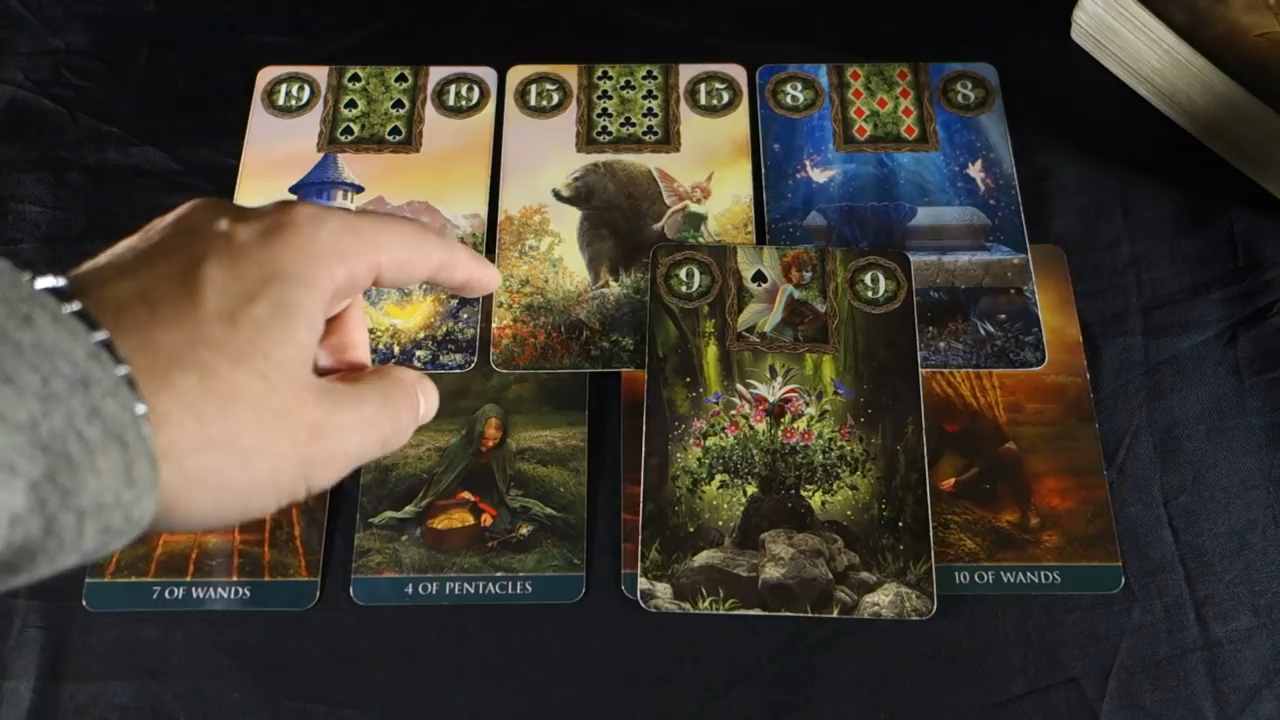 19 19
15 15
8 8
9 9
7 OF WANDS
4 OF PENTACLES
10 OF WANDS